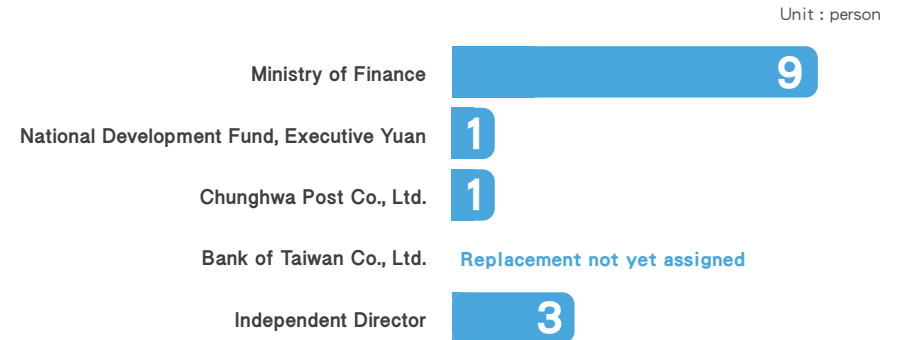 Unit : person
Ministry of Finance 9
National Development Fund, Executive Yuan 1
Chunghwa Post Co., Ltd. 1
Bank of Taiwan Co., Ltd. Replacement not yet assigned
Independent Director 3